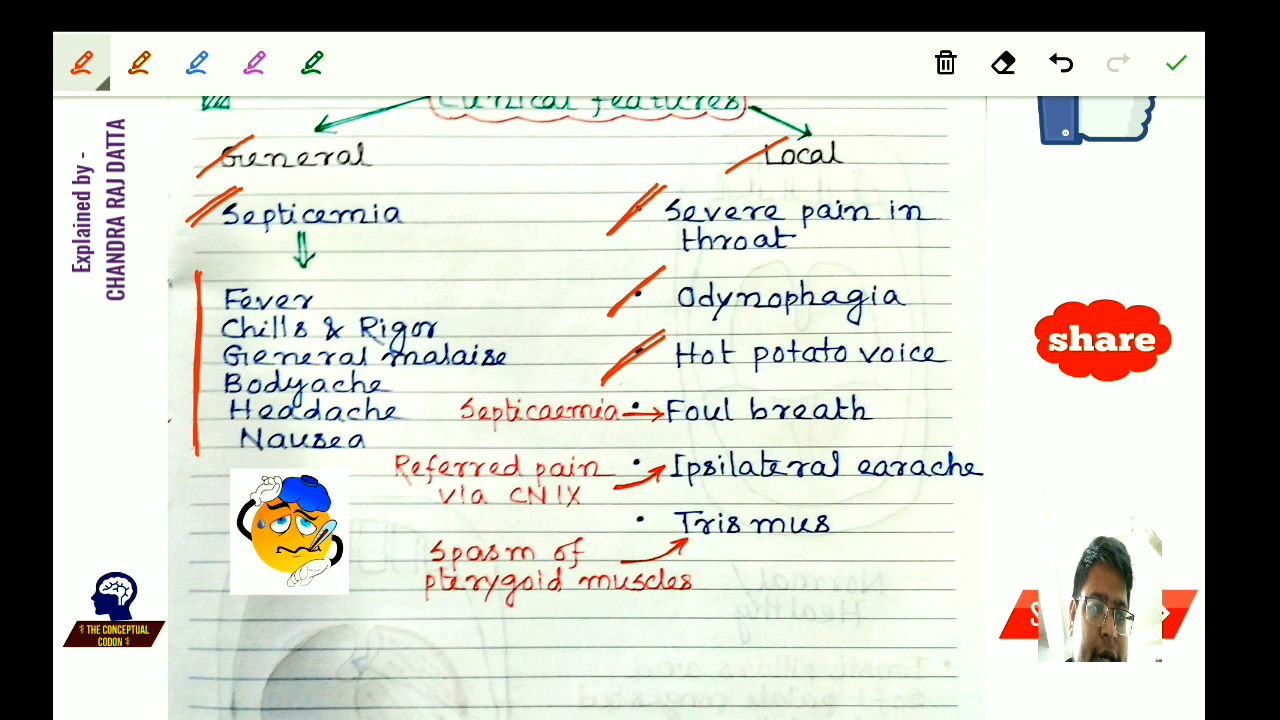 Explained by -
CHANDRA RAJ DATTA
Clinical features
General
Septicemia
Fever
Chills & Rigor
General malaise
Bodyache
Headache
Nausea
Local
• Severe pain in
throat
• Odynophagia
• Hot potato voice
Septicaemia • → Foul breath
Referred pain • Ipsilateral earache
via CN IX
• Trismus
Spasm of
pterygoid muscles
share
THE CONCEPTUAL
CODON